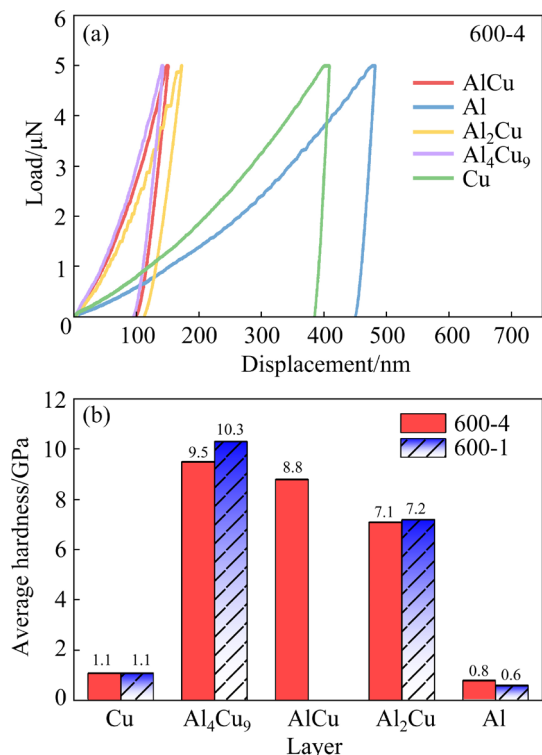 (a)
600-4
6
5
4
3
2
1
0
Load/μN
AlCu
Al
Al₂Cu
Al₄Cu₉
Cu
100 200 300 400 500 600 700
Displacement/nm
(b)
12
10
8
6
4
2
0
Average hardness/GPa
600-4
600-1
1.1 1.1
9.5 10.3
8.8
7.1 7.2
0.8 0.6
Cu Al₄Cu₉ AlCu Al₂Cu Al
Layer